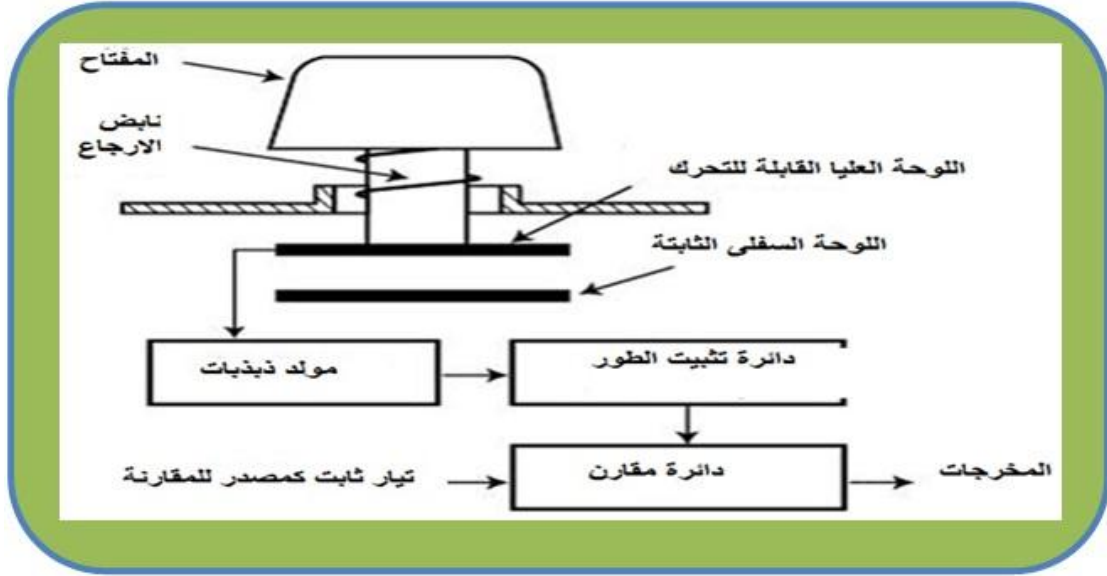 المفتاح
نابض
الارجاع
اللوحة العليا القابلة للتحرك
اللوحة السفلى الثابتة
مولد ذبذبات
دائرة تثبيت الطور
تيار ثابت كمصدر للمقارنة
دائرة مقارن
المخرجات